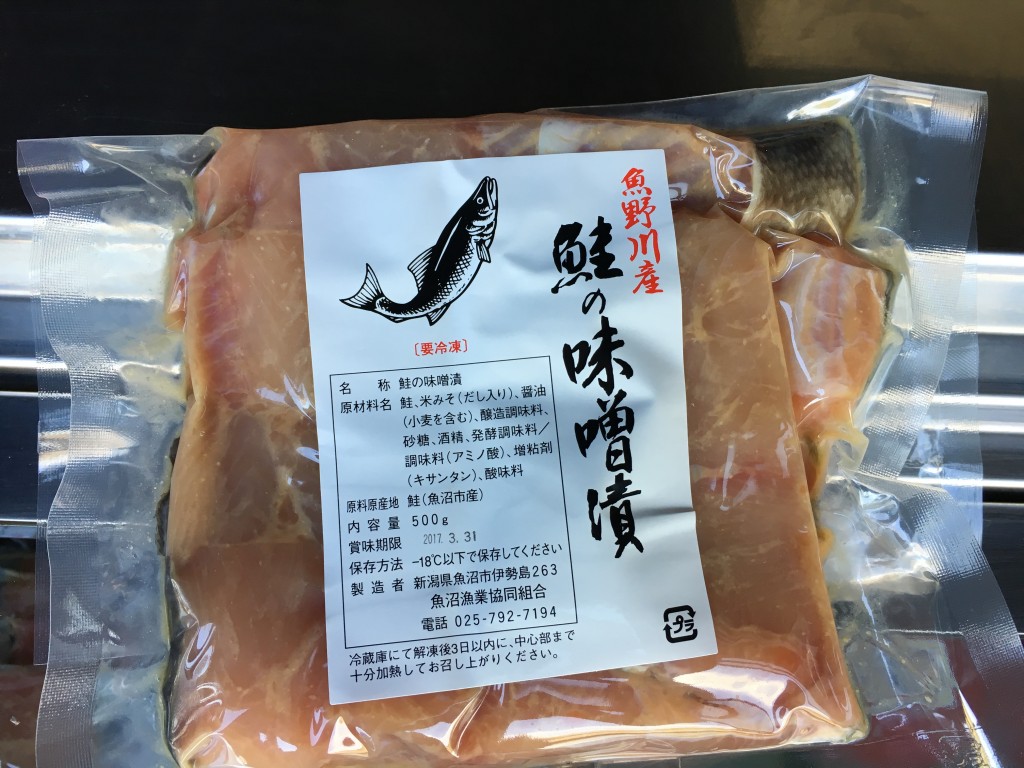 魚野川産
鮭の味噌漬
〔要冷凍〕
名　　称 鮭の味噌漬
原材料名 鮭、米みそ（だし入り）、醤油
（小麦を含む）、醸造調味料、
砂糖、酒精、発酵調味料／
調味料（アミノ酸）、増粘剤
（キサンタン）、酸味料
原料原産地 鮭（魚沼市産）
内 容 量 500g
賞味期限 2017. 3. 31
保存方法 −18℃以下で保存してください
製 造 者 新潟県魚沼市伊勢島263
魚沼漁業協同組合
電話 025-792-7194
冷蔵庫にて解凍後3日以内に、中心部まで
十分加熱してお召し上がりください。
プラ